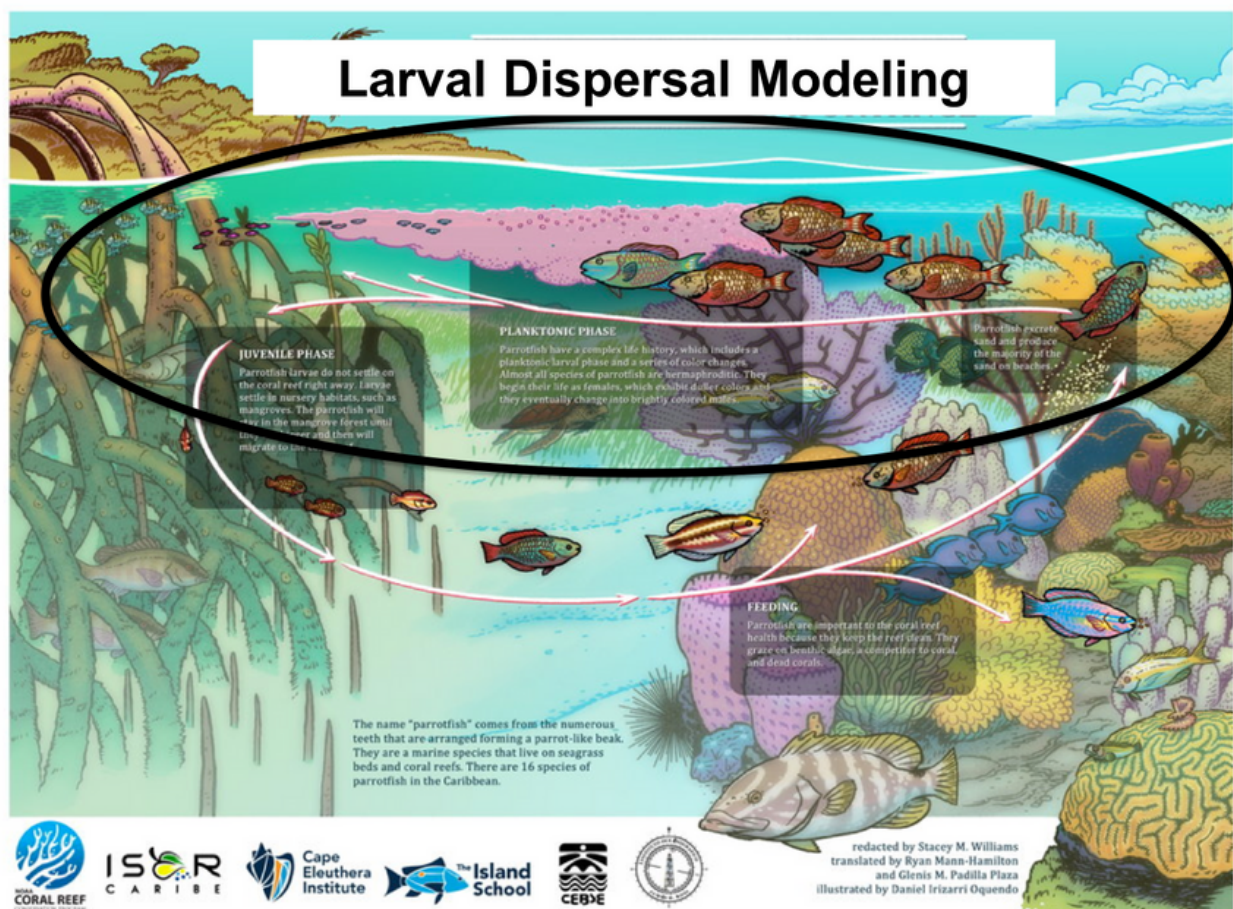 Larval Dispersal Modeling
PLANKTONIC PHASE
Parrotfish have a complex life history, which includes a
planktonic larval phase and a series of color changes.
Almost all species of parrotfish are hermaphroditic. They
begin their life as females, which exhibit duller colors and
they eventually change into brightly colored males.
Parrotfish excrete
sand and produce
the majority of the
sand on beaches.
JUVENILE PHASE
Parrotfish larvae do not settle on
the coral reef right away. Larvae
settle in nursery habitats, such as
mangroves. The parrotfish will
stay in the mangrove forest until
and then will
migrate to the
FEEDING
Parrotfish are important to the coral reef
health because they keep the reef clean. They
graze on benthic algae, a competitor to coral,
and dead corals.
The name "parrotfish" comes from the numerous
teeth that are arranged forming a parrot-like beak.
They are a marine species that live on seagrass
beds and coral reefs. There are 16 species of
parrotfish in the Caribbean.
NOAA
CORAL REEF
ISER
CARIBE
Cape
Eleuthera
Institute
The Island
School
CEBSE
redacted by Stacey M. Williams
translated by Ryan Mann-Hamilton
and Glenis M. Padilla Plaza
illustrated by Daniel Irizarri Oquendo